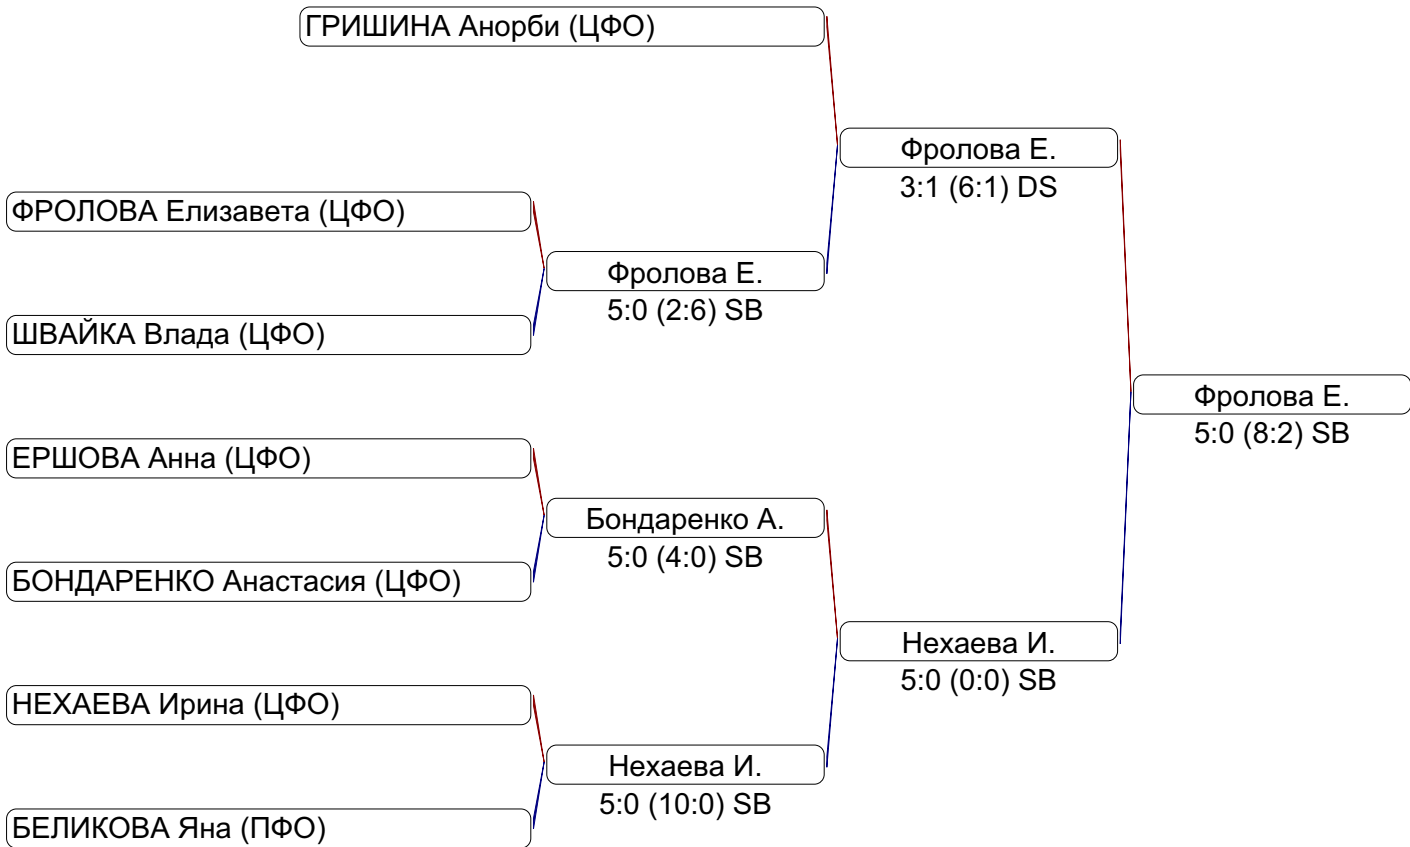 ГРИШИНА Анорби (ЦФО)
Фролова Е.
3:1 (6:1) DS
ФРОЛОВА Елизавета (ЦФО)
Фролова Е.
5:0 (2:6) SB
ШВАЙКА Влада (ЦФО)
Фролова Е.
5:0 (8:2) SB
ЕРШОВА Анна (ЦФО)
Бондаренко А.
5:0 (4:0) SB
БОНДАРЕНКО Анастасия (ЦФО)
Нехаева И.
5:0 (0:0) SB
НЕХАЕВА Ирина (ЦФО)
Нехаева И.
5:0 (10:0) SB
БЕЛИКОВА Яна (ПФО)